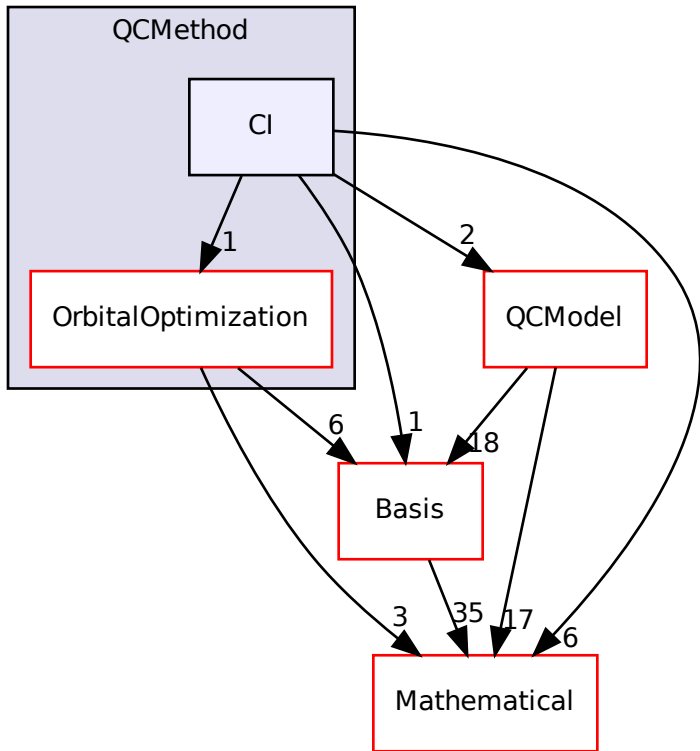 QCMethod
CI
1
2
OrbitalOptimization
QCModel
6
1
18
Basis
3
35
17
6
Mathematical